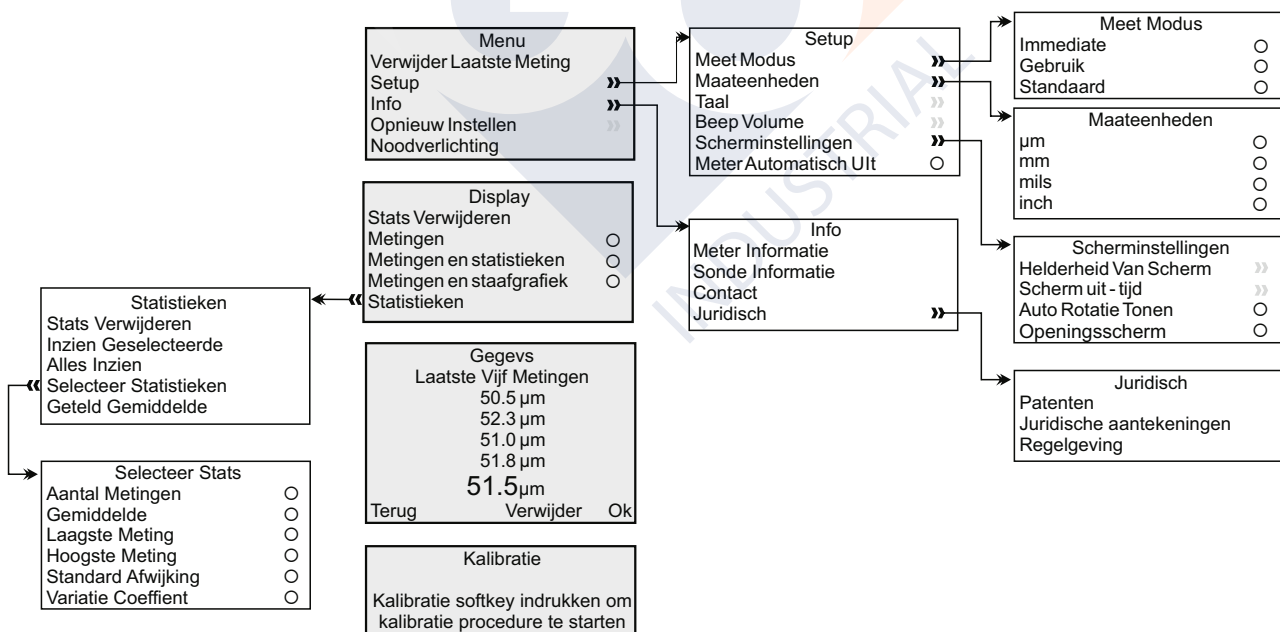 Menu
Verwijder Laatste Meting
Setup
Info
Opnieuw Instellen
Noodverlichting
Display
Stats Verwijderen
Metingen
Metingen en statistieken
Metingen en staafgrafiek
Statistieken
Gegevs
Laatste Vijf Metingen
50.5 µm
52.3 µm
51.0 µm
51.8 µm
51.5µm
Terug Verwijder Ok
Kalibratie
Kalibratie softkey indrukken om
kalibratie procedure te starten
Statistieken
Stats Verwijderen
Inzien Geselecteerde
Alles Inzien
Selecteer Statistieken
Geteld Gemiddelde
Selecteer Stats
Aantal Metingen
Gemiddelde
Laagste Meting
Hoogste Meting
Standard Afwijking
Variatie Coeffient
Setup
Meet Modus
Maateenheden
Taal
Beep Volume
Scherminstellingen
Meter Automatisch UIt
Info
Meter Informatie
Sonde Informatie
Contact
Juridisch
Meet Modus
Immediate
Gebruik
Standaard
Maateenheden
µm
mm
mils
inch
Scherminstellingen
Helderheid Van Scherm
Scherm uit - tijd
Auto Rotatie Tonen
Openingsscherm
Juridisch
Patenten
Juridische aantekeningen
Regelgeving
INDUSTRIAL